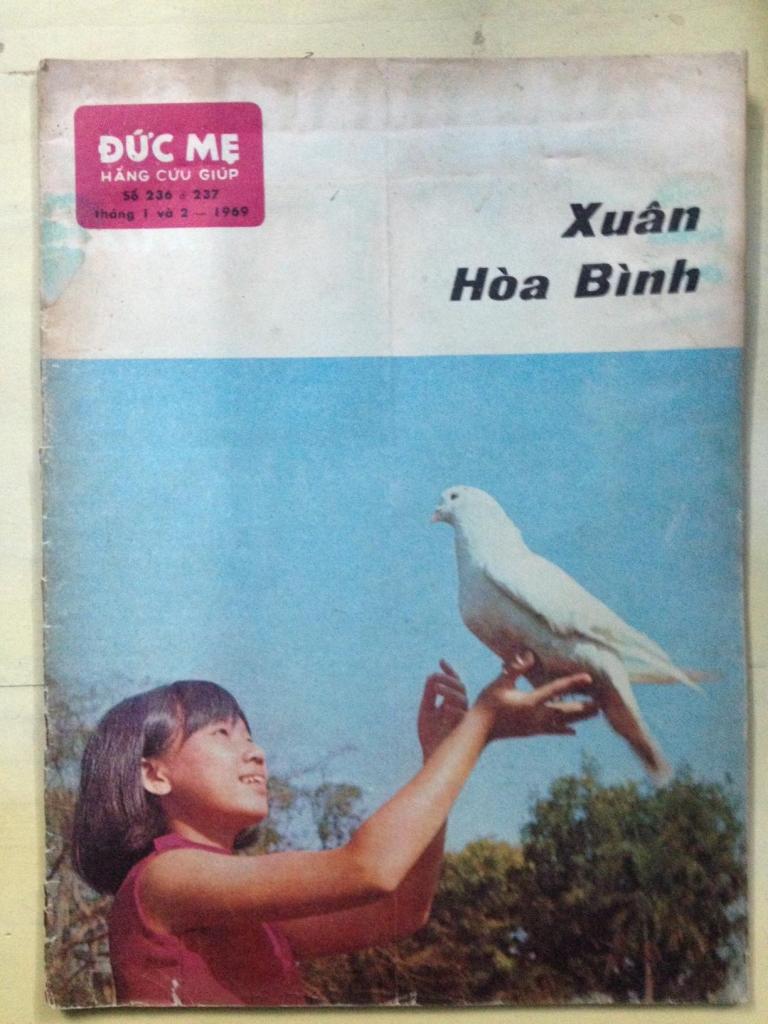 ĐỨC MẸ
HẰNG CỨU GIÚP
Số 236 - 237
tháng 1 và 2 — 1969
Xuân
Hòa Bình